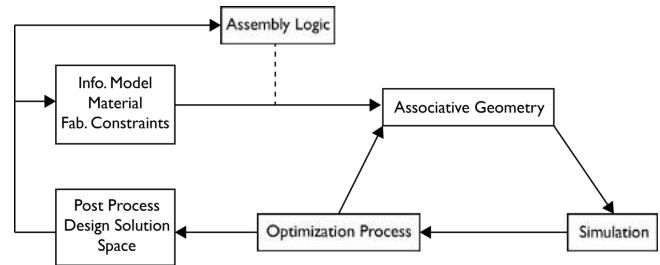 Assembly Logic
Info. Model
Material
Fab. Constraints
Associative Geometry
Post Process
Design Solution
Space
Optimization Process
Simulation